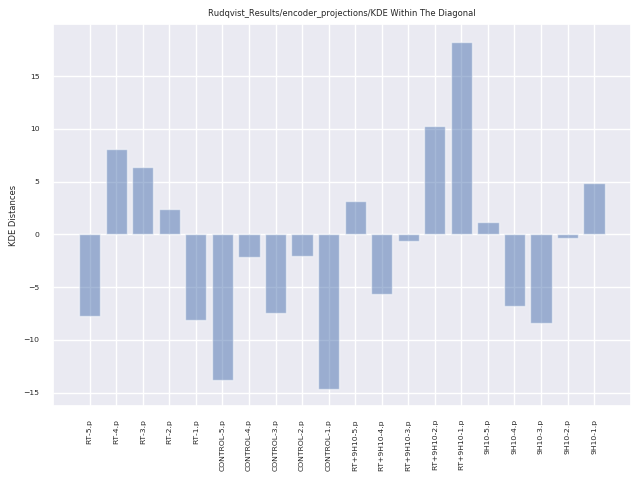 Rudqvist_Results/encoder_projections/KDE Within The Diagonal
KDE Distances
15
10
5
0
−5
−10
−15
RT-5.p
RT-4.p
RT-3.p
RT-2.p
RT-1.p
CONTROL-5.p
CONTROL-4.p
CONTROL-3.p
CONTROL-2.p
CONTROL-1.p
RT+9H10-5.p
RT+9H10-4.p
RT+9H10-3.p
RT+9H10-2.p
RT+9H10-1.p
9H10-5.p
9H10-4.p
9H10-3.p
9H10-2.p
9H10-1.p